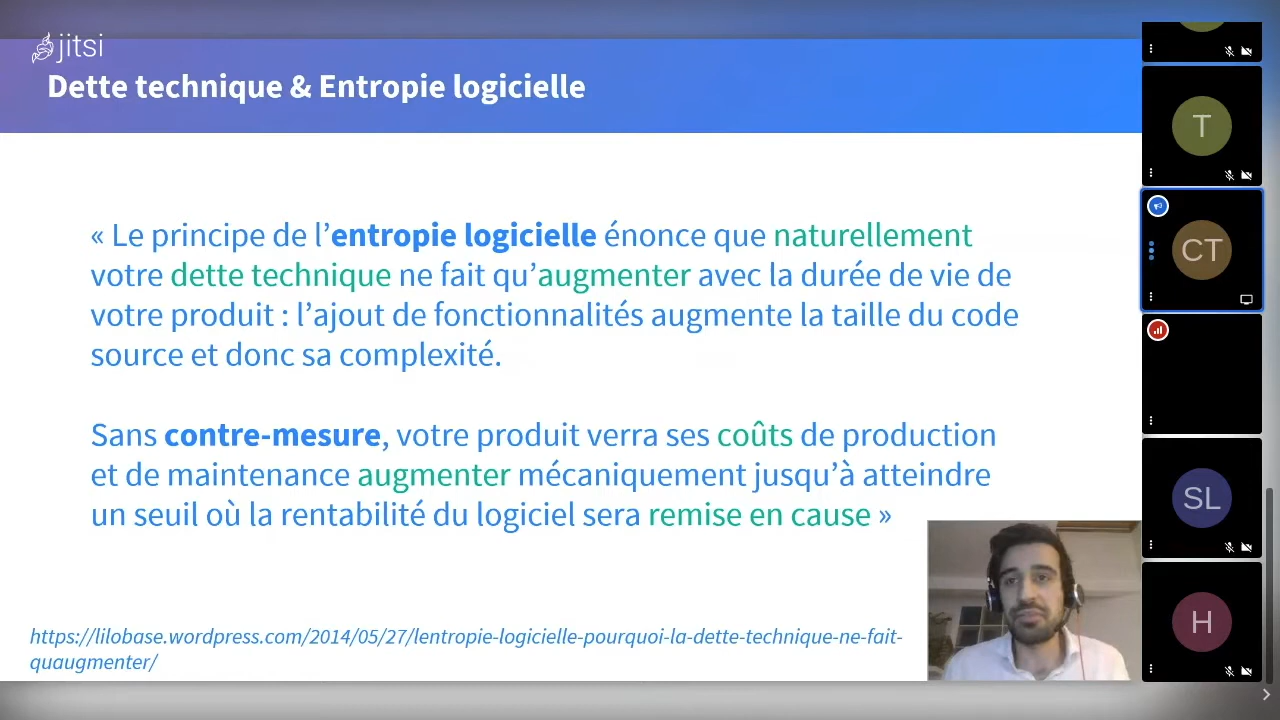 jitsi
Dette technique & Entropie logicielle
« Le principe de l’entropie logicielle énonce que naturellement
votre dette technique ne fait qu’augmenter avec la durée de vie de
votre produit : l’ajout de fonctionnalités augmente la taille du code
source et donc sa complexité.
Sans contre-mesure, votre produit verra ses coûts de production
et de maintenance augmenter mécaniquement jusqu’à atteindre
un seuil où la rentabilité du logiciel sera remise en cause »
https://lilobase.wordpress.com/2014/05/27/lentropie-logicielle-pourquoi-la-dette-technique-ne-fait-
quaugmenter/
T
CT
SL
H